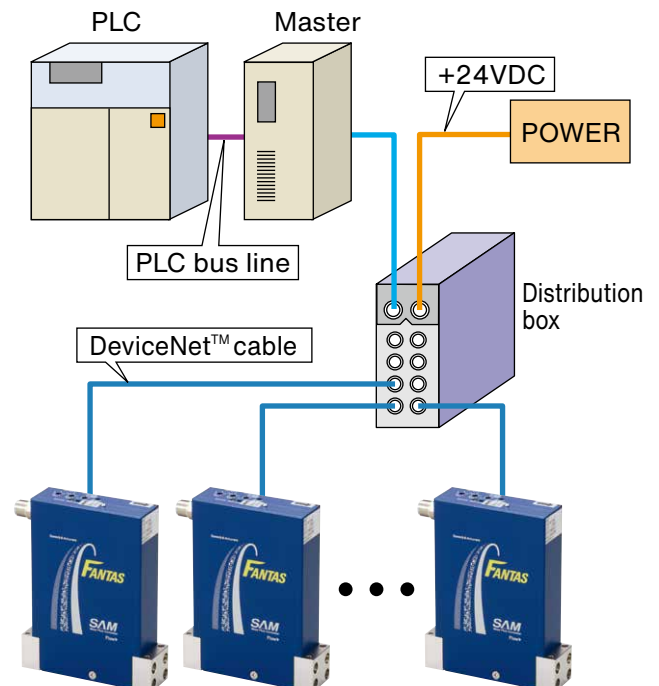 PLC
Master
+24VDC
POWER
PLC bus line
Distribution
box
DeviceNet™ cable
FANTAS
SAM
FANTAS
SAM
FANTAS
SAM